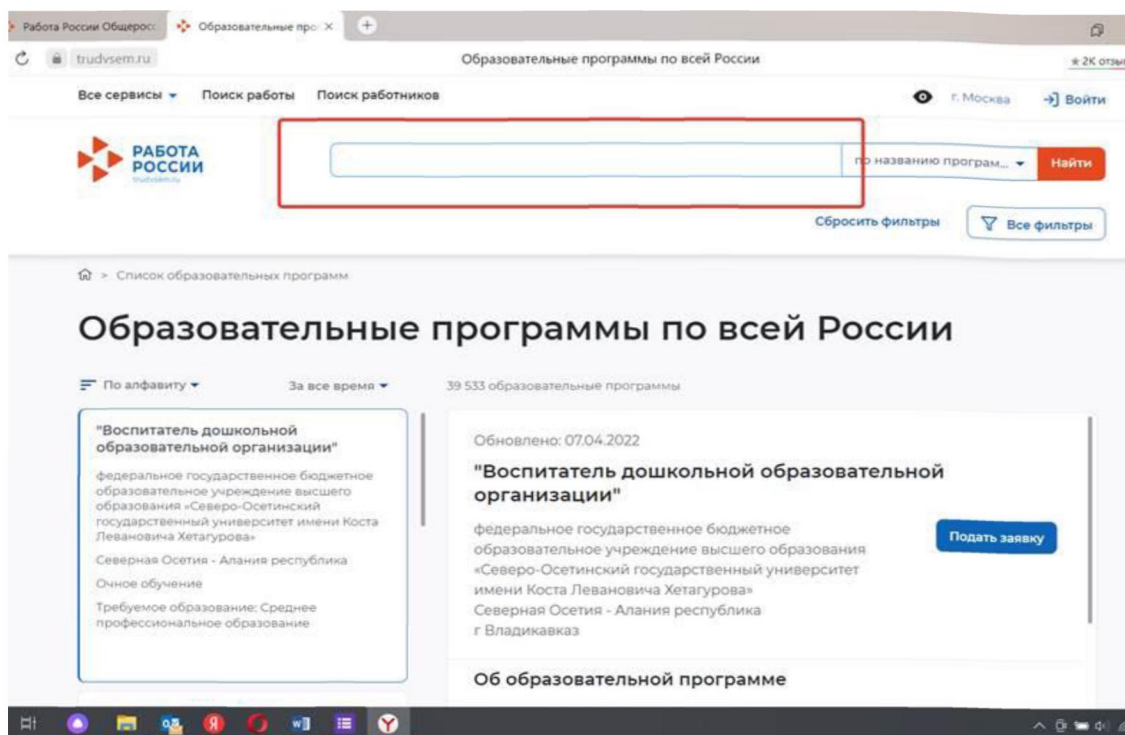 Работа России Общерос
Образовательные про
trudvsem.ru
Образовательные программы по всей России
2K отзы
Все сервисы
Поиск работы
Поиск работников
г. Москва
Войти
РАБОТА
РОССИИ
trudvsem.ru
по названию програм...
Найти
Сбросить фильтры
Все фильтры
> Список образовательных программ
Образовательные программы по всей России
По алфавиту
За все время
39 533 образовательные программы
"Воспитатель дошкольной
образовательной организации"
федеральное государственное бюджетное
образовательное учреждение высшего
образования «Северо-Осетинский
государственный университет имени Коста
Левановича Хетагурова»
Северная Осетия - Алания республика
Очное обучение
Требуемое образование: Среднее
профессиональное образование
Обновлено: 07.04.2022
"Воспитатель дошкольной образовательной
организации"
федеральное государственное бюджетное
образовательное учреждение высшего образования
«Северо-Осетинский государственный университет
имени Коста Левановича Хетагурова»
Северная Осетия - Алания республика
г Владикавказ
Подать заявку
Об образовательной программе